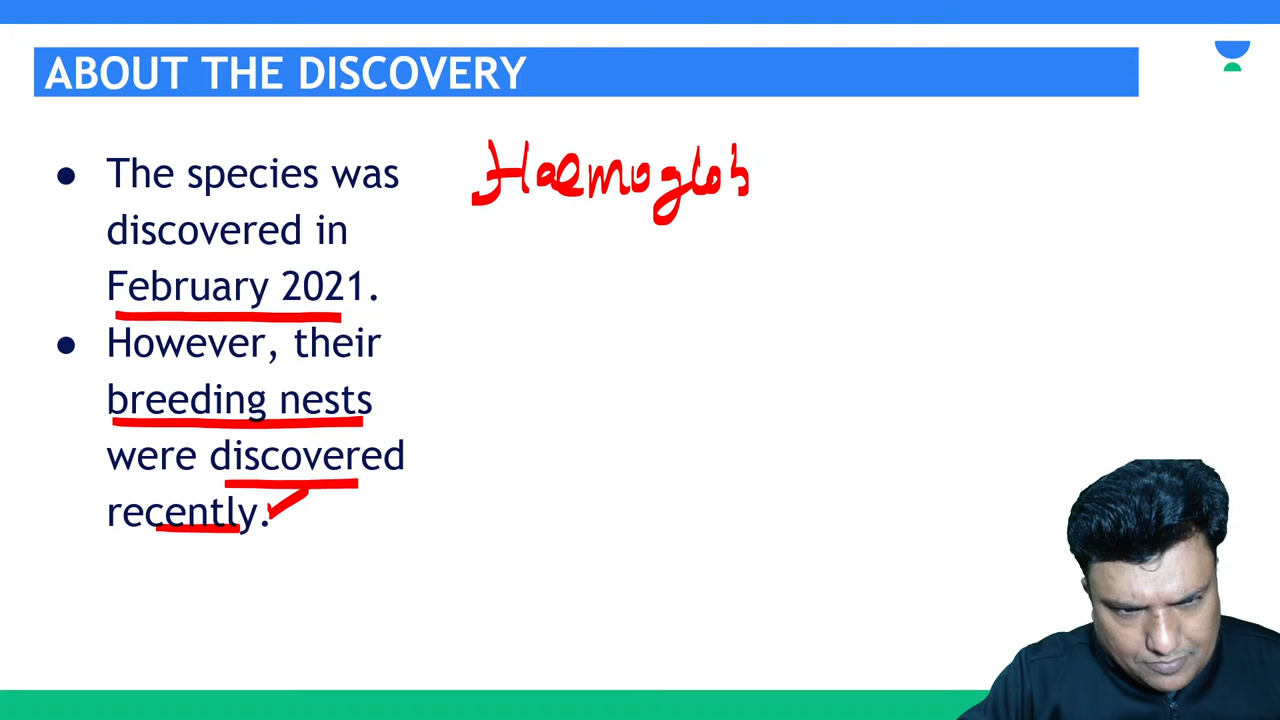 ABOUT THE DISCOVERY
Haemoglob
● The species was
discovered in
February 2021.
● However, their
breeding nests
were discovered
recently.